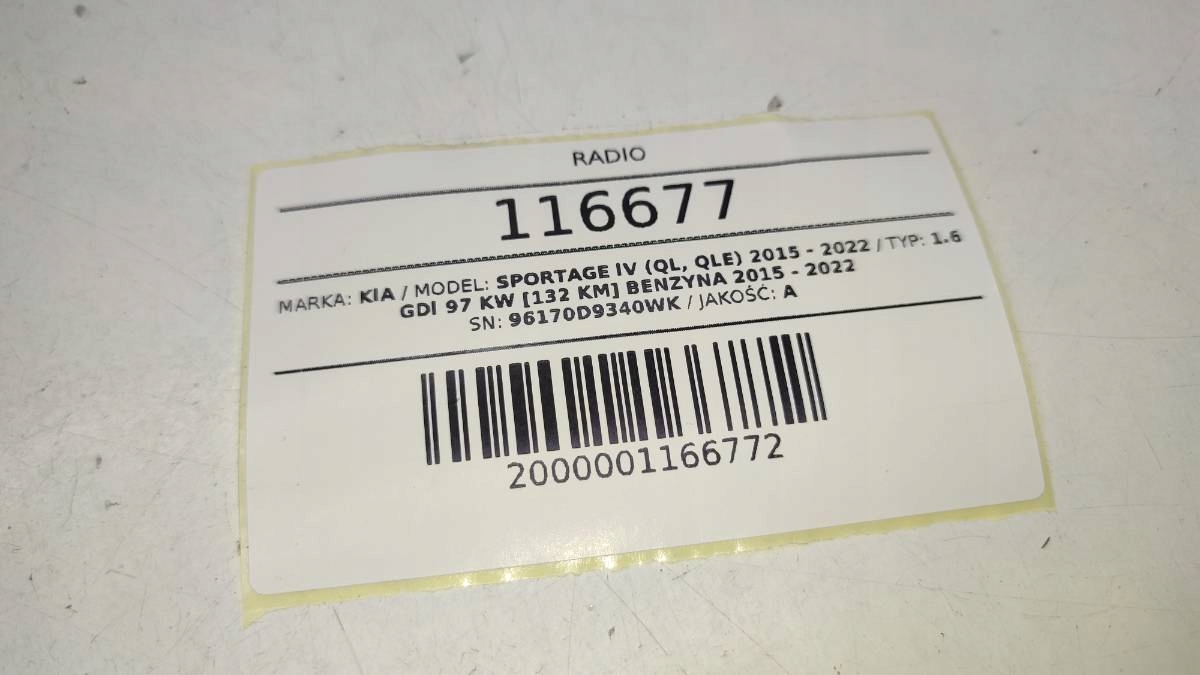 RADIO
116677
MARKA: KIA / MODEL: SPORTAGE IV (QL, QLE) 2015 - 2022 / TYP: 1.6
GDI 97 KW [132 KM] BENZYNA 2015 - 2022
SN: 96170D9340WK / JAKOŚĆ: A
2000001166772